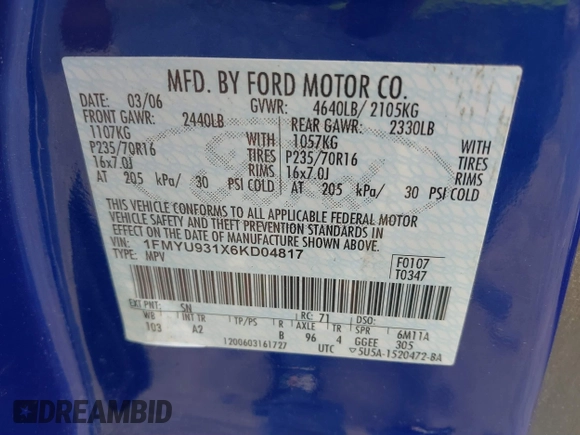 MFD. BY FORD MOTOR CO.
DATE: 03/06 GVWR: 4640LB/ 2105KG
FRONT GAWR: 2440LB REAR GAWR: 2330LB
1107KG WITH 1057KG WITH
P235/70R16 TIRES P235/70R16 TIRES
16x7.0J RIMS 16x7.0J RIMS
AT 205 kPa/ 30 PSI COLD AT 205 kPa/ 30 PSI COLD
THIS VEHICLE CONFORMS TO ALL APPLICABLE FEDERAL MOTOR
VEHICLE SAFETY AND THEFT PREVENTION STANDARDS IN
EFFECT ON THE DATE OF MANUFACTURE SHOWN ABOVE.
VIN: 1FMYU931X6KD04817 F0107
TYPE: MPV T0347
EXT PNT: SN RC: 71 DSO:
WB INT TR TP/PS R AXLE TR SPR 6M11A
103 A2 B 96 4 GGEE 305
1200603161727 UTC 5U5A-1520472-BA
Ford
DREAMBID